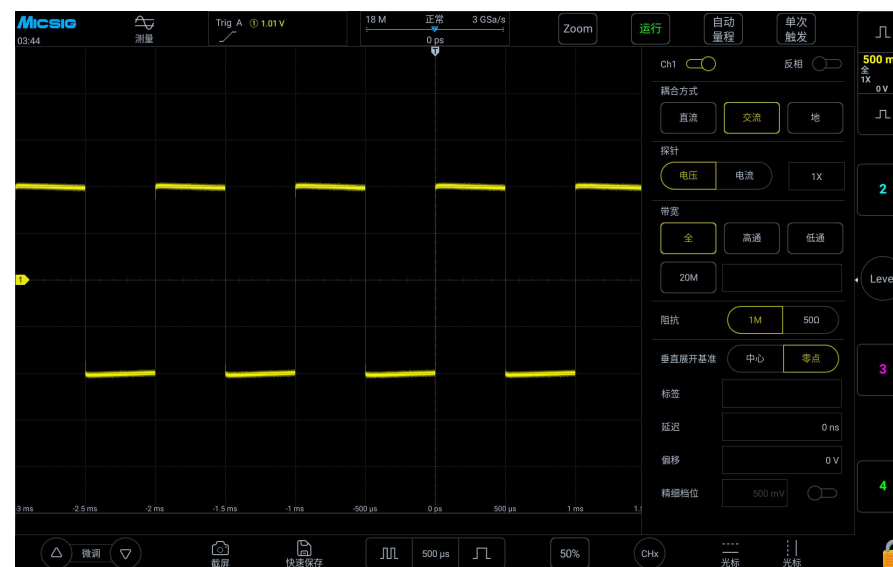 Micsig
03:44
测量
Trig A ① 1.01 V
18 M 正常 3 GSa/s
0 ps
T
Zoom
运行
自动
量程
单次
触发
500 m
全
1X
0 V
Ch1
反相
耦合方式
直流 交流 地
探针
电压 电流 1X
带宽
全 高通 低通
20M
阻抗 1M 50Ω
垂直展开基准 中心 零点
标签
延迟 0 ns
偏移 0 V
精细档位 500 mV
1
2
Leve
3
4
-3 ms -2.5 ms -2 ms -1.5 ms -1 ms -500 μs 0 ps 500 μs 1 ms 1.
微调
截屏
快速保存
500 μs
50%
CHx
光标
光标